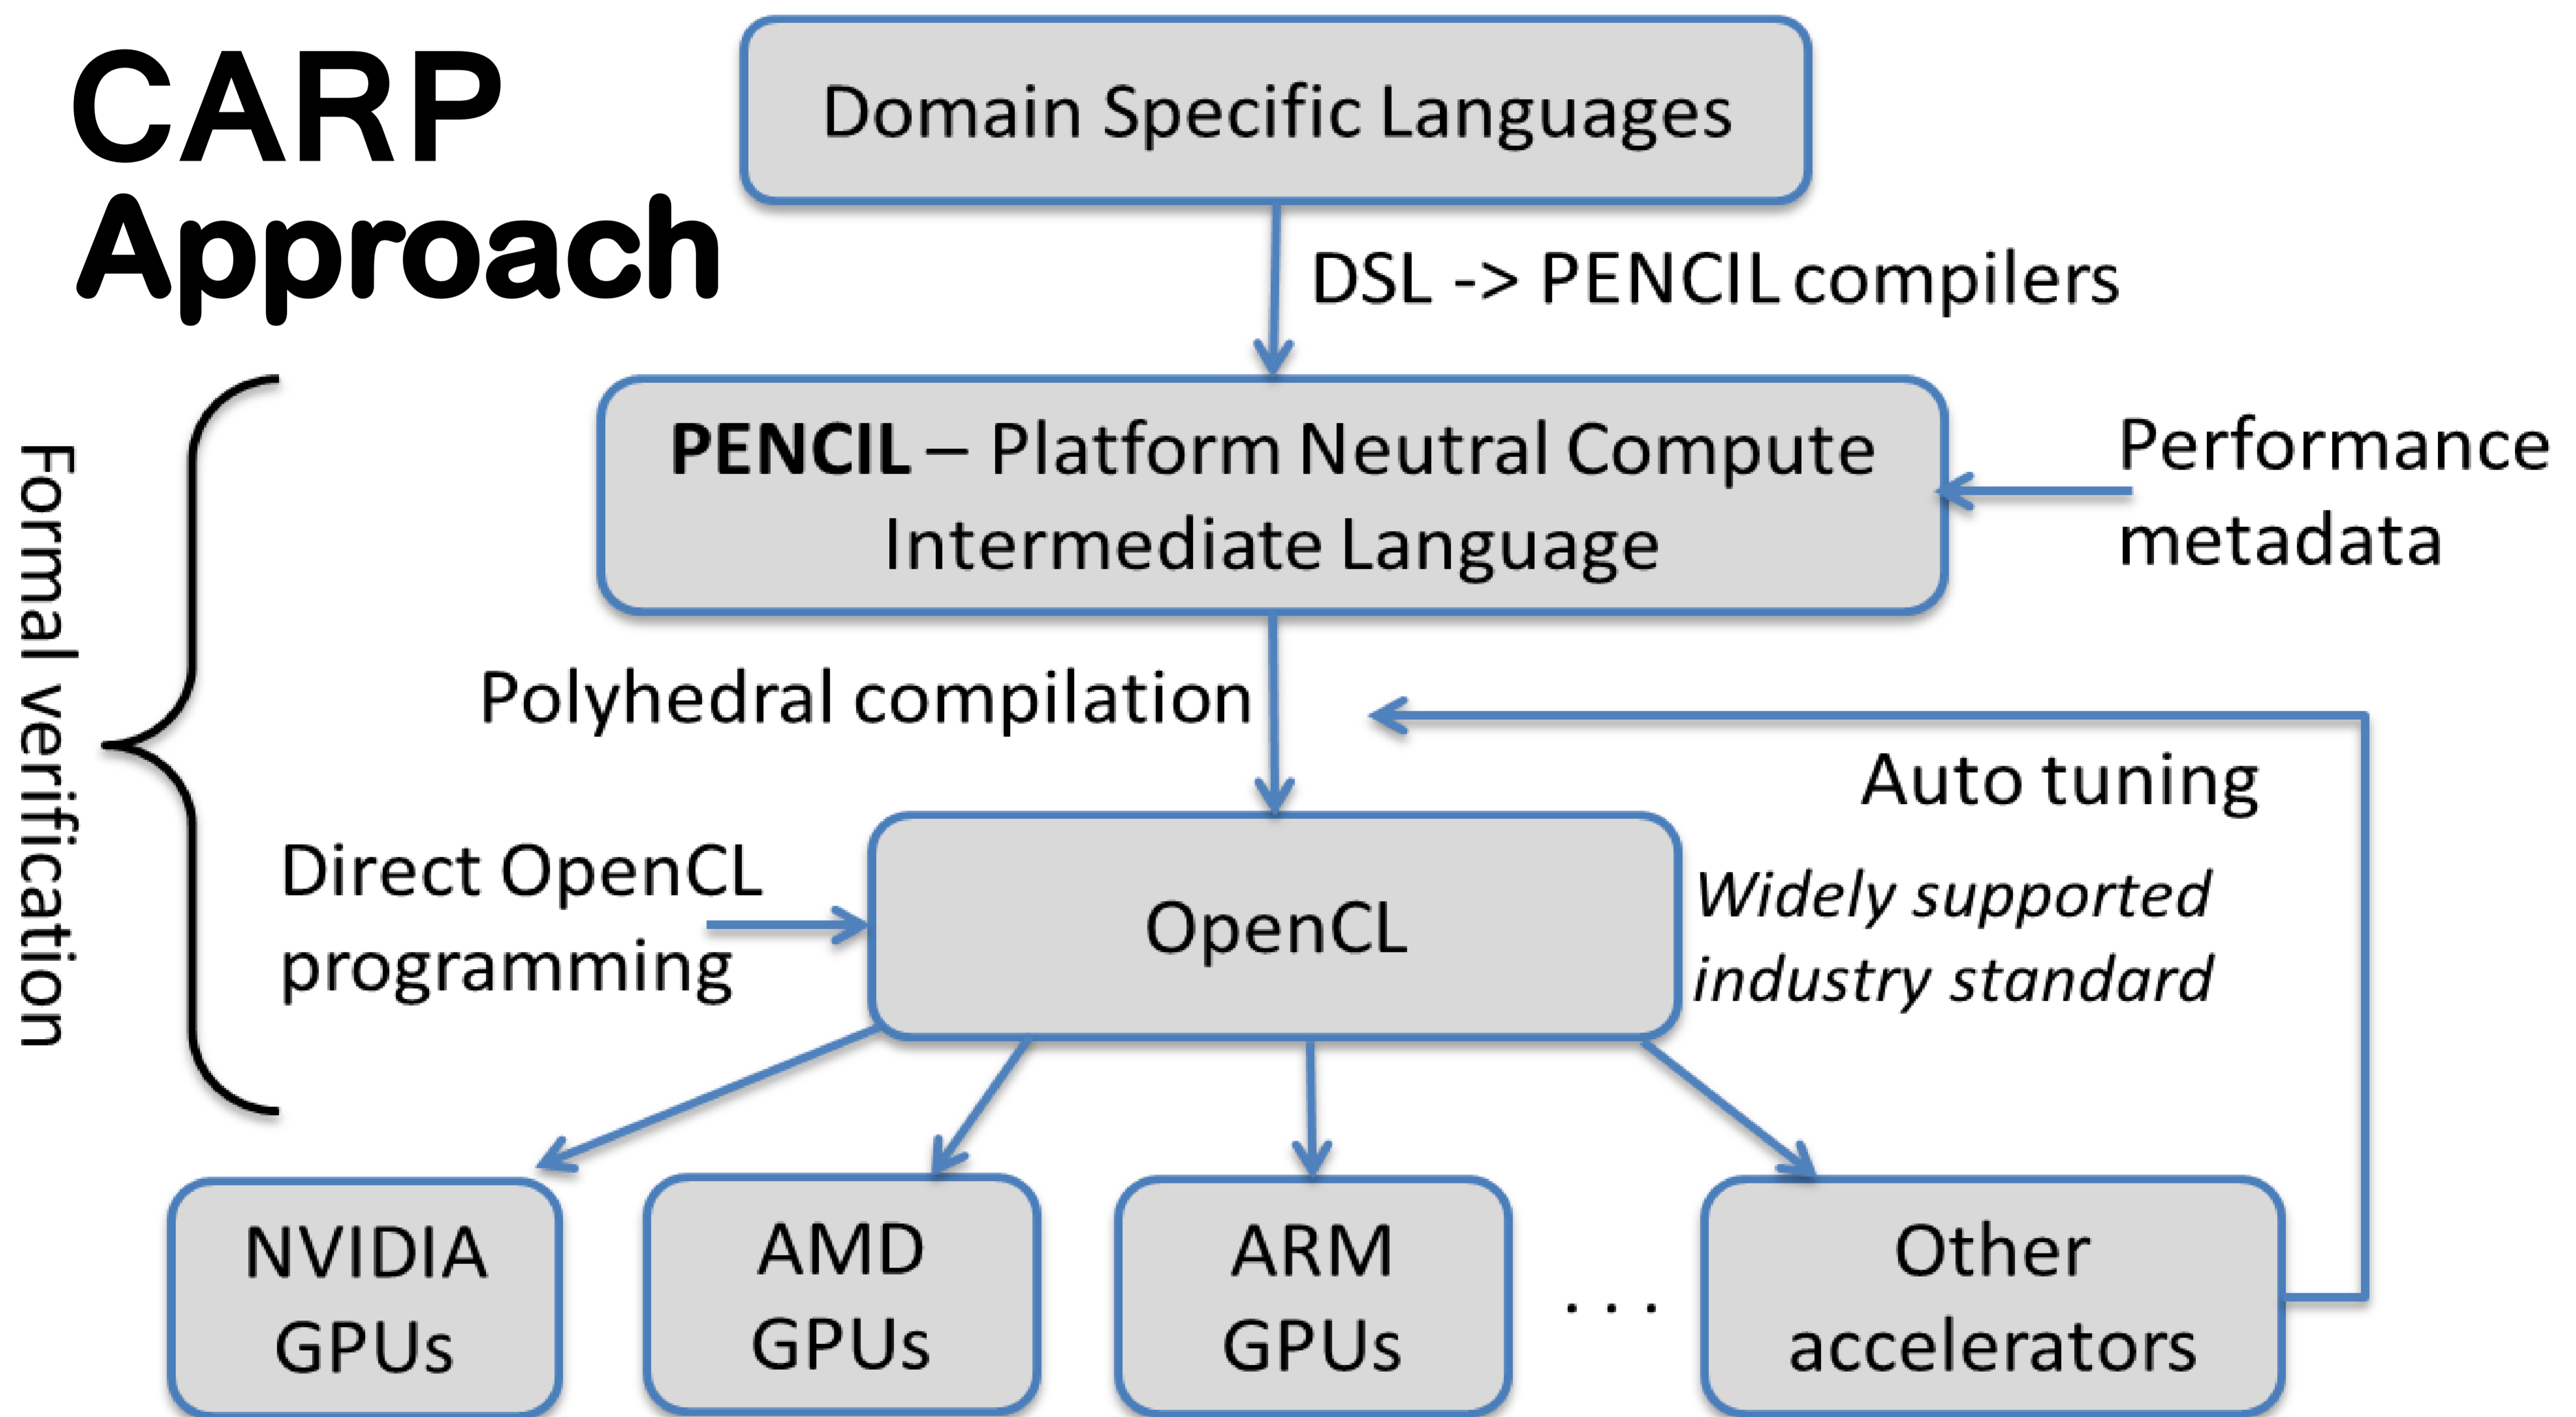 CARP
Approach
Domain Specific Languages
DSL -> PENCIL compilers
PENCIL – Platform Neutral Compute
Intermediate Language
Performance
metadata
Formal verification
Polyhedral compilation
Auto tuning
Direct OpenCL
programming
OpenCL
Widely supported
industry standard
NVIDIA
GPUs
AMD
GPUs
ARM
GPUs
. . .
Other
accelerators